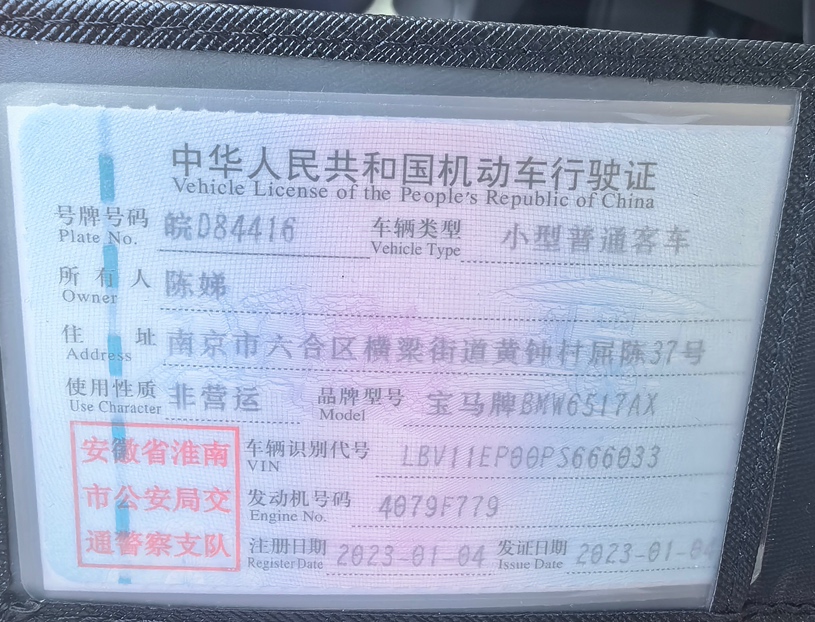 中华人民共和国机动车行驶证
Vehicle License of the People's Republic of China
号牌号码 皖D84416 车辆类型 小型普通客车
Plate No. Vehicle Type
所有人 陈娣
Owner
住址 南京市六合区横梁街道黄钟村屈陈37号
Address
使用性质 非营运 品牌型号 宝马牌BMW6517AX
Use Character Model
安徽省淮南 车辆识别代号 LBV11EP00PS666033
VIN
市公安局交 发动机号码 4079F779
Engine No.
通警察支队 注册日期 2023-01-04 发证日期 2023-01-04
Register Date Issue Date